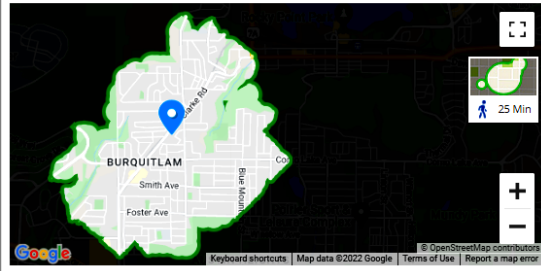 Clarke Rd
25 Min
BURQUITLAM
Smith Ave
Blue Mount
Foster Ave
+
−
© OpenStreetMap contributors
Google
Keyboard shortcuts
Map data ©2022 Google
Terms of Use
Report a map error